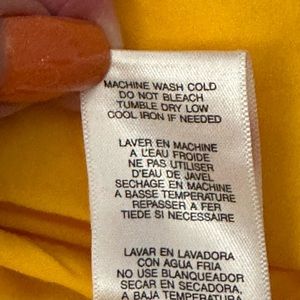 MACHINE WASH COLD
DO NOT BLEACH
TUMBLE DRY LOW
COOL IRON IF NEEDED
LAVER EN MACHINE
A L'EAU FROIDE
NE PAS UTILISER
D'EAU DE JAVEL
SECHAGE EN MACHINE
A BASSE TEMPERATURE
REPASSER A FER
TIEDE SI NECESSAIRE
LAVAR EN LAVADORA
CON AGUA FRIA
NO USE BLANQUEADOR
SECAR EN SECADORA,
A BAJA TEMPERATURA